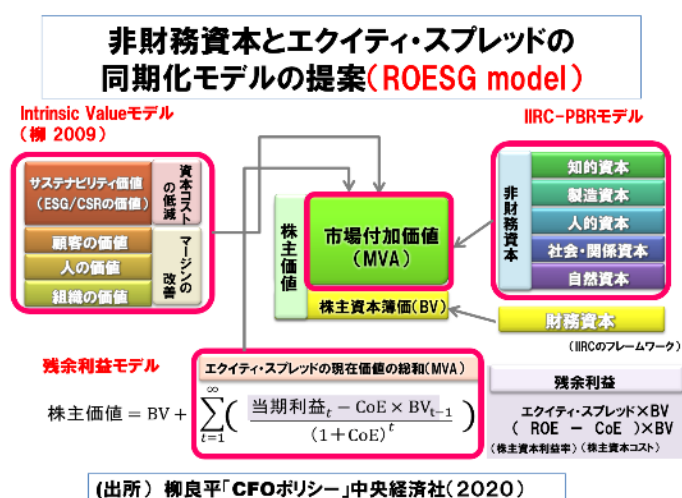 非財務資本とエクイティ・スプレッドの
同期化モデルの提案(ROESG model)
Intrinsic Valueモデル
(柳 2009)
IIRC-PBRモデル
サステナビリティ価値
(ESG/CSRの価値)
資本コスト
の低減
顧客の価値
人の価値
組織の価値
マージンの
改善
株主価値
市場付加価値
(MVA)
株主資本簿価(BV)
非財務資本
知的資本
製造資本
人的資本
社会・関係資本
自然資本
財務資本
(IIRCのフレームワーク)
残余利益モデル
エクイティ・スプレッドの現在価値の総和(MVA)
株主価値 = BV + ∑_{t=1}^{∞} ( (当期利益_t − CoE × BV_{t−1}) / (1+CoE)^t )
残余利益
エクイティ・スプレッド×BV
( ROE − CoE )×BV
(株主資本利益率) (株主資本コスト)
(出所) 柳良平「CFOポリシー」中央経済社(2020)